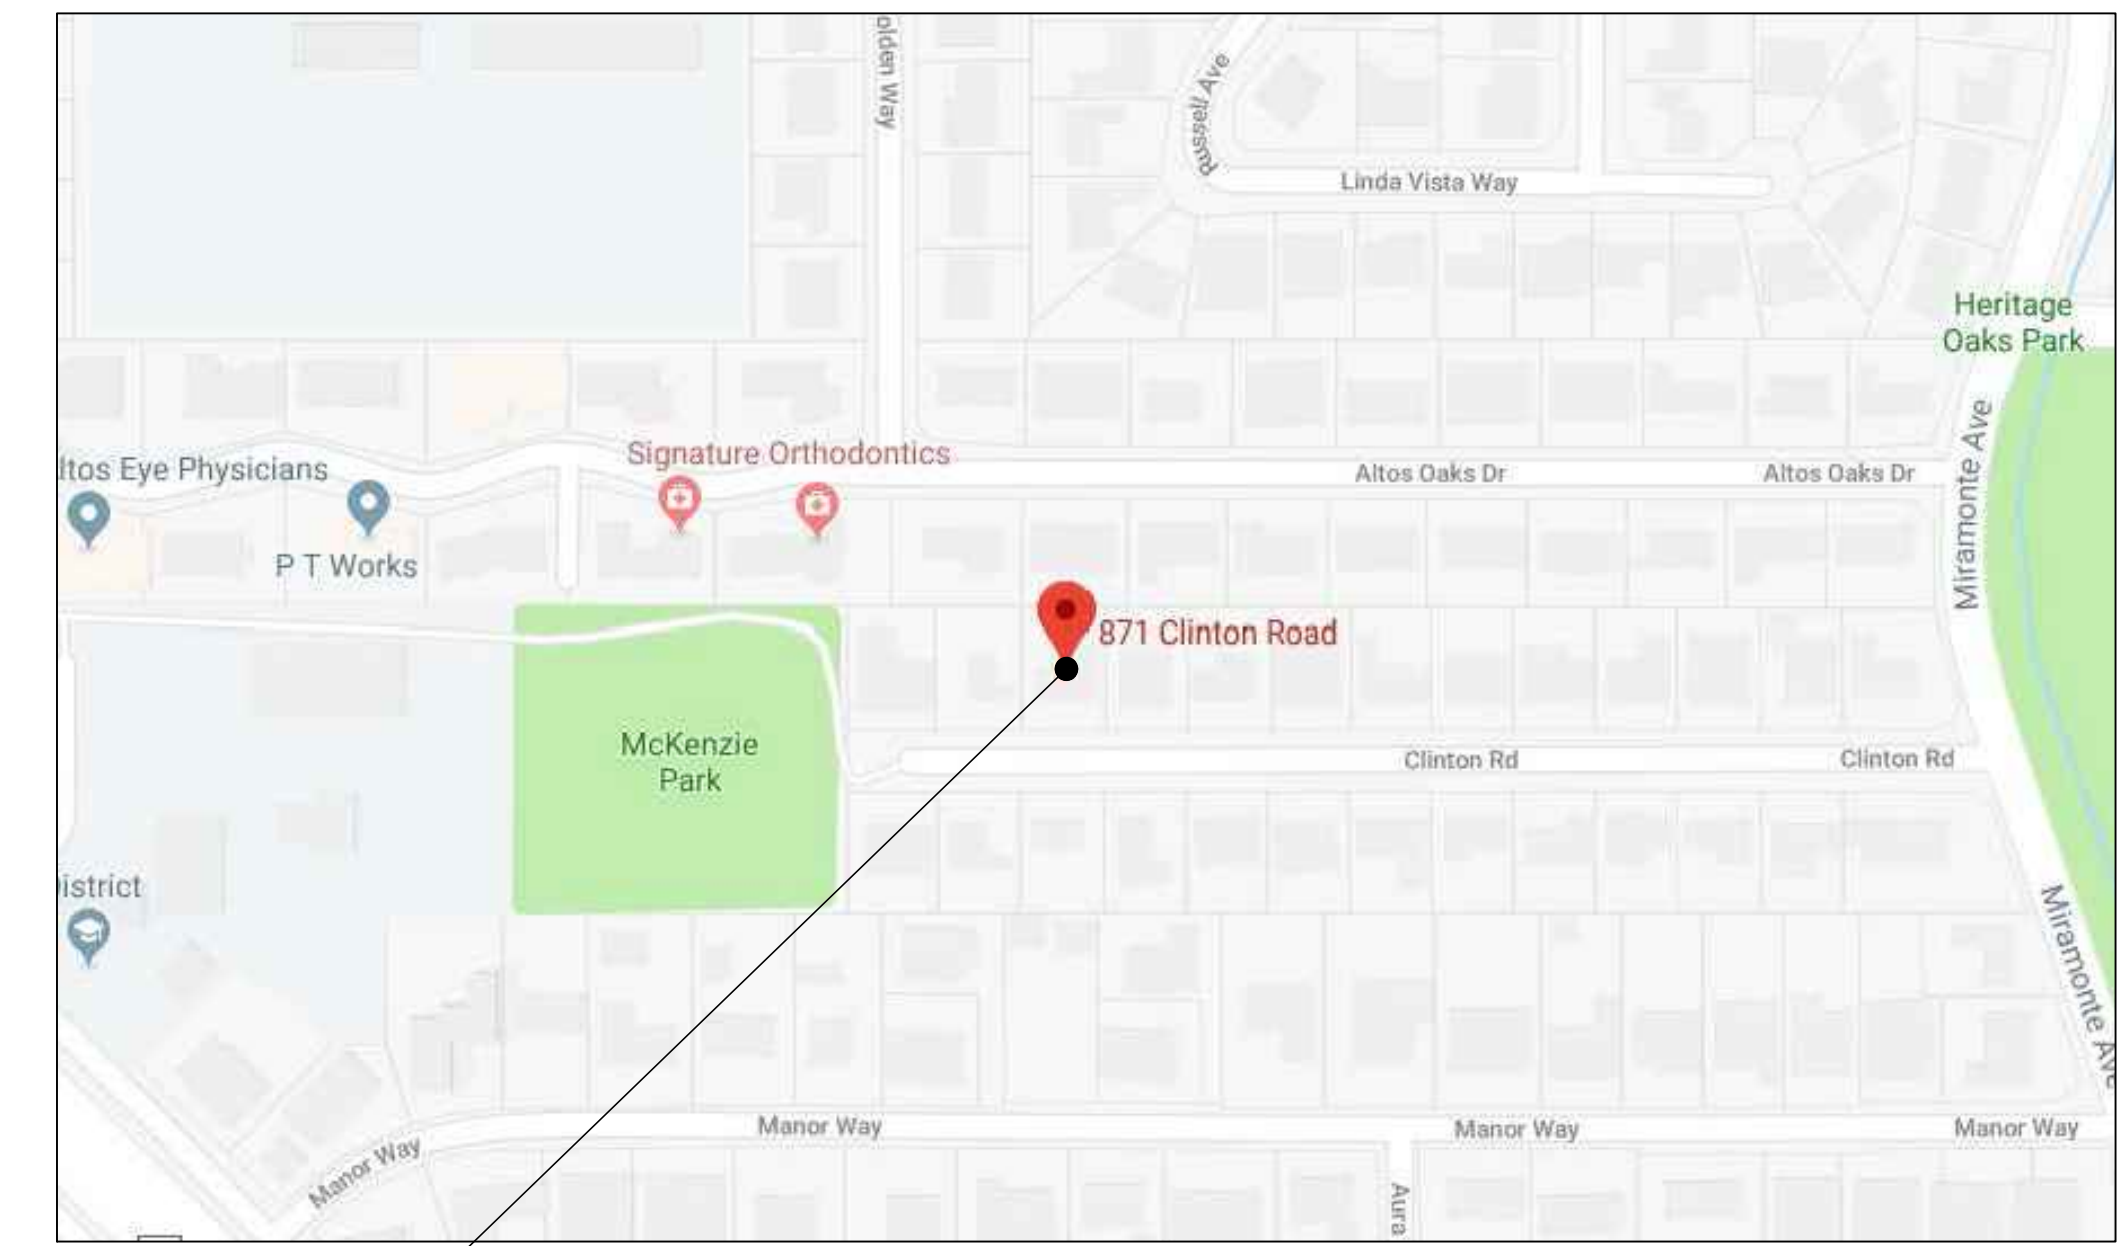 olden Way
Russell Ave
Linda Vista Way
Heritage
Oaks Park
Miramonte Ave
ltos Eye Physicians
Signature Orthodontics
Altos Oaks Dr
Altos Oaks Dr
P T Works
871 Clinton Road
McKenzie
Park
Clinton Rd
Clinton Rd
istrict
Miramonte Ave
Manor Way
Manor Way
Manor Way
Manor Way
Aura